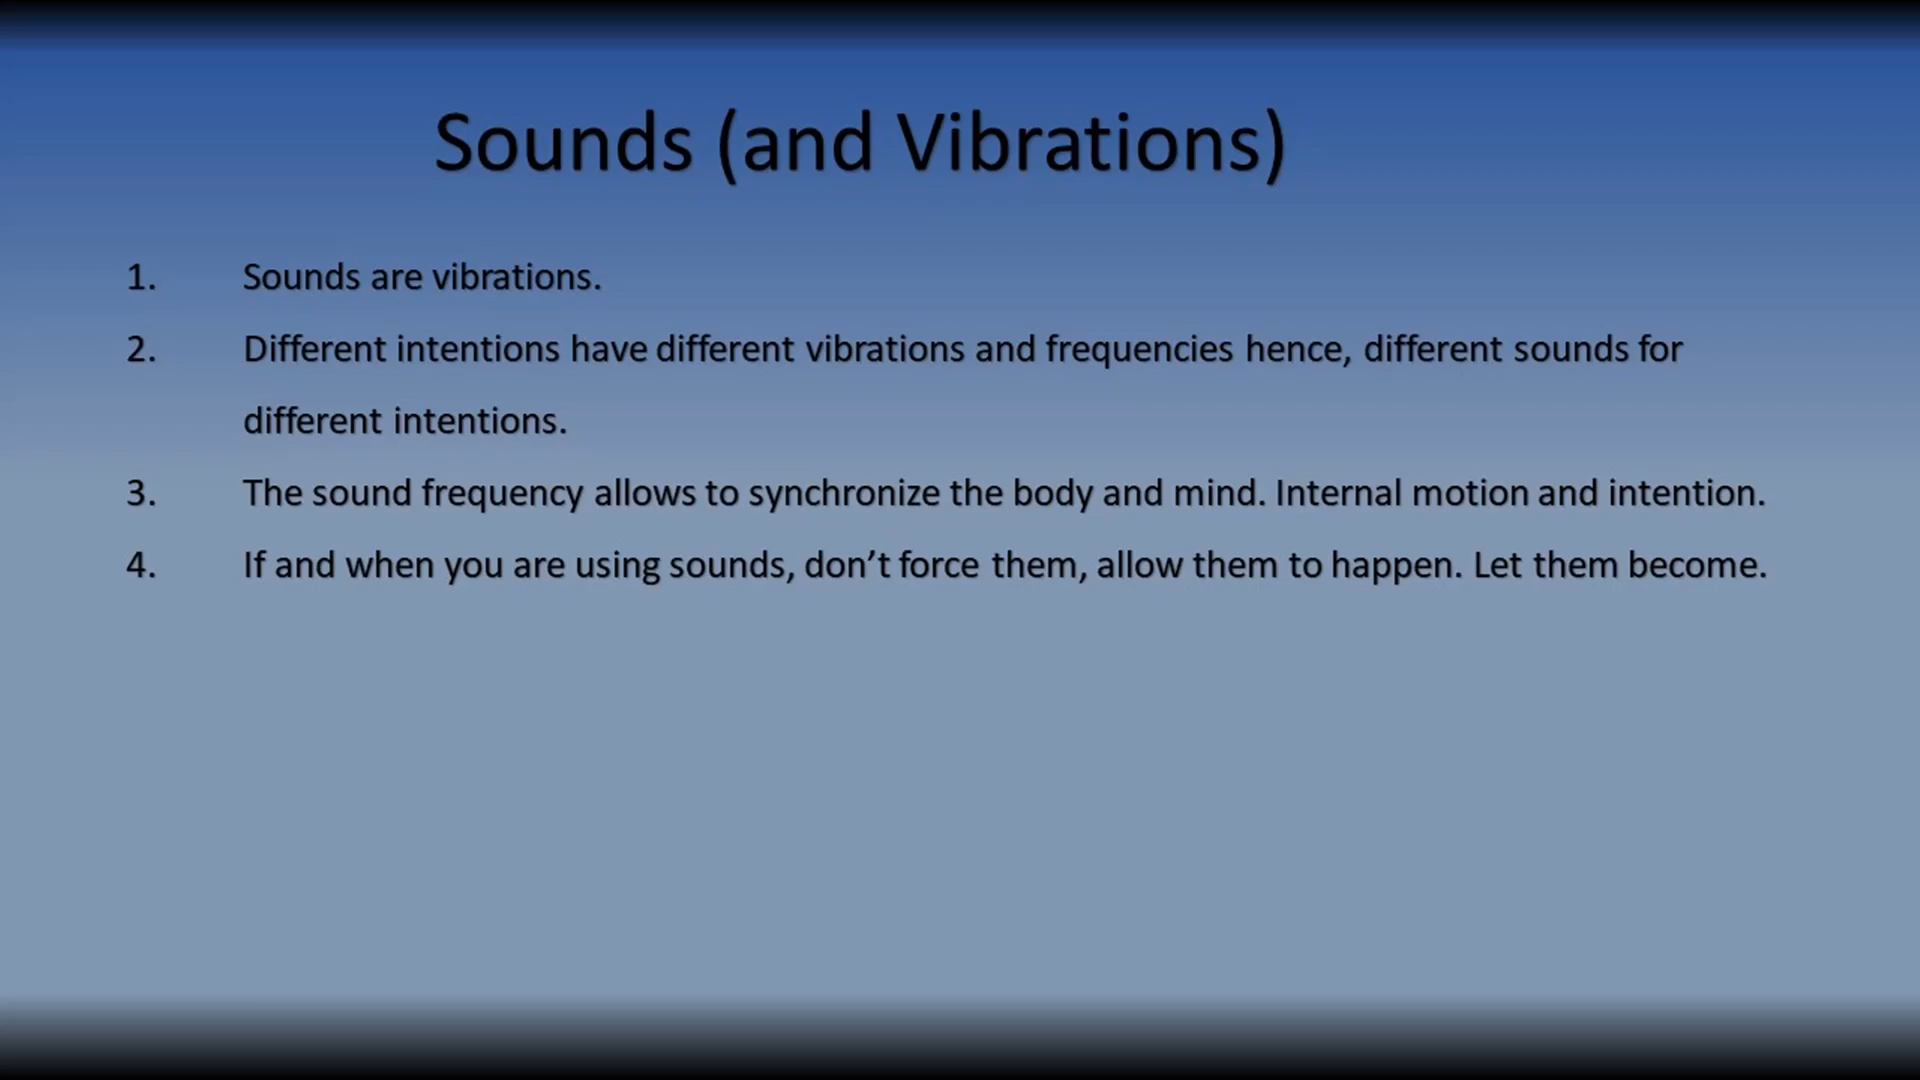 Sounds (and Vibrations)
1. Sounds are vibrations.
2. Different intentions have different vibrations and frequencies hence, different sounds for
different intentions.
3. The sound frequency allows to synchronize the body and mind. Internal motion and intention.
4. If and when you are using sounds, don’t force them, allow them to happen. Let them become.